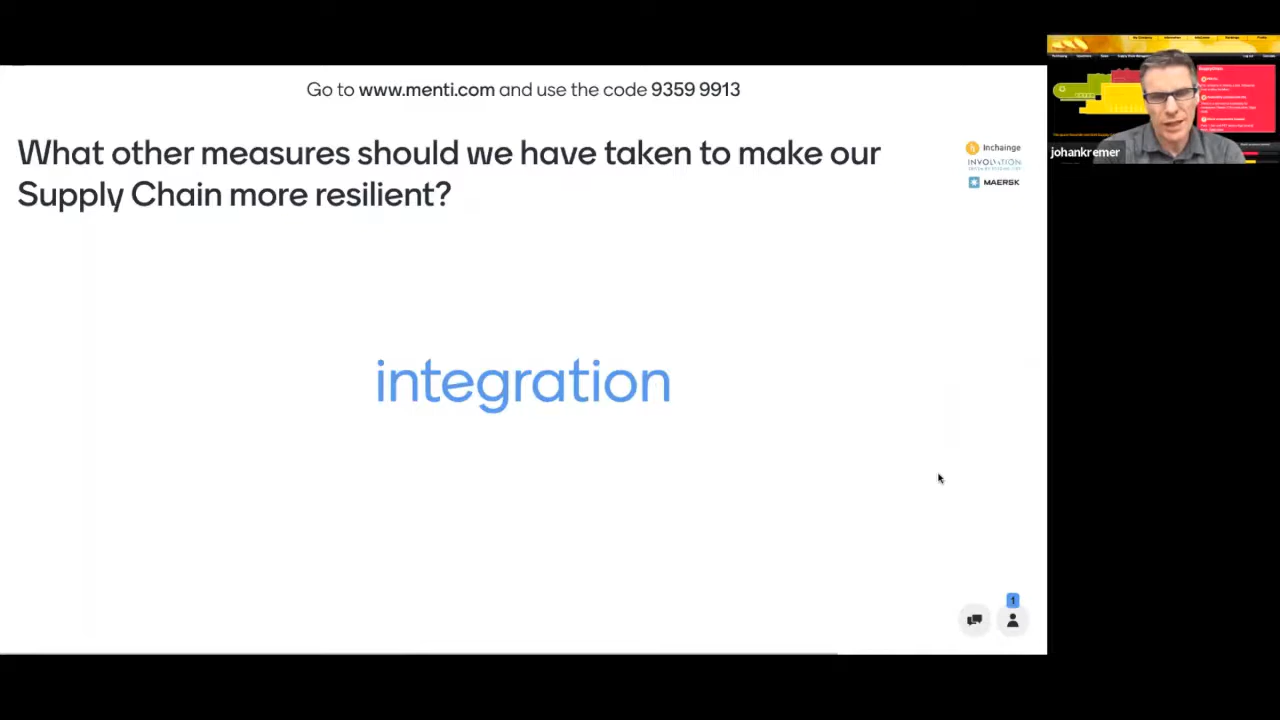 Go to www.menti.com and use the code 9359 9913
What other measures should we have taken to make our
Supply Chain more resilient?
Inchainge
INVOLVATION
MAERSK
integration
1
johankremer